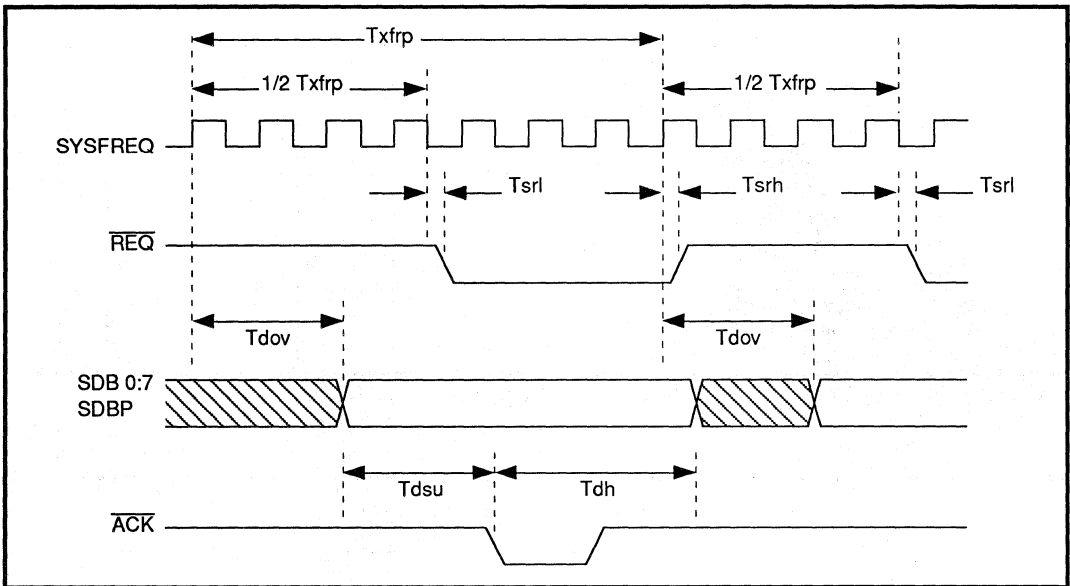 Txfrp
1/2 Txfrp 1/2 Txfrp
SYSFREQ
Tsrl Tsrh Tsrl
REQ
Tdov Tdov
SDB 0:7
SDBP
Tdsu Tdh
ACK